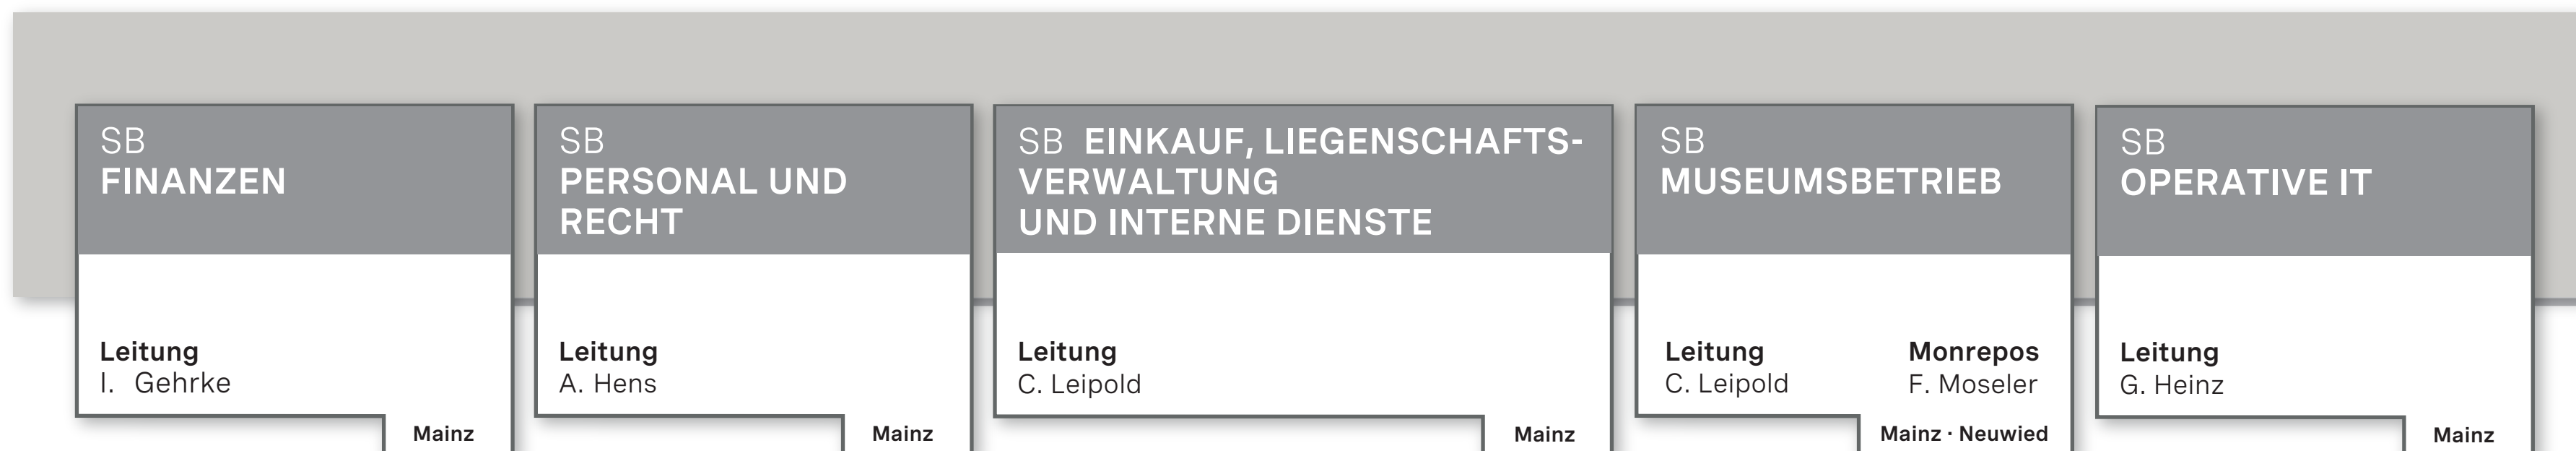 SB
FINANZEN
Leitung
I. Gehrke
Mainz
SB
PERSONAL UND
RECHT
Leitung
A. Hens
Mainz
SB EINKAUF, LIEGENSCHAFTS-
VERWALTUNG
UND INTERNE DIENSTE
Leitung
C. Leipold
Mainz
SB
MUSEUMSBETRIEB
Leitung
C. Leipold
Monrepos
F. Moseler
Mainz · Neuwied
SB
OPERATIVE IT
Leitung
G. Heinz
Mainz